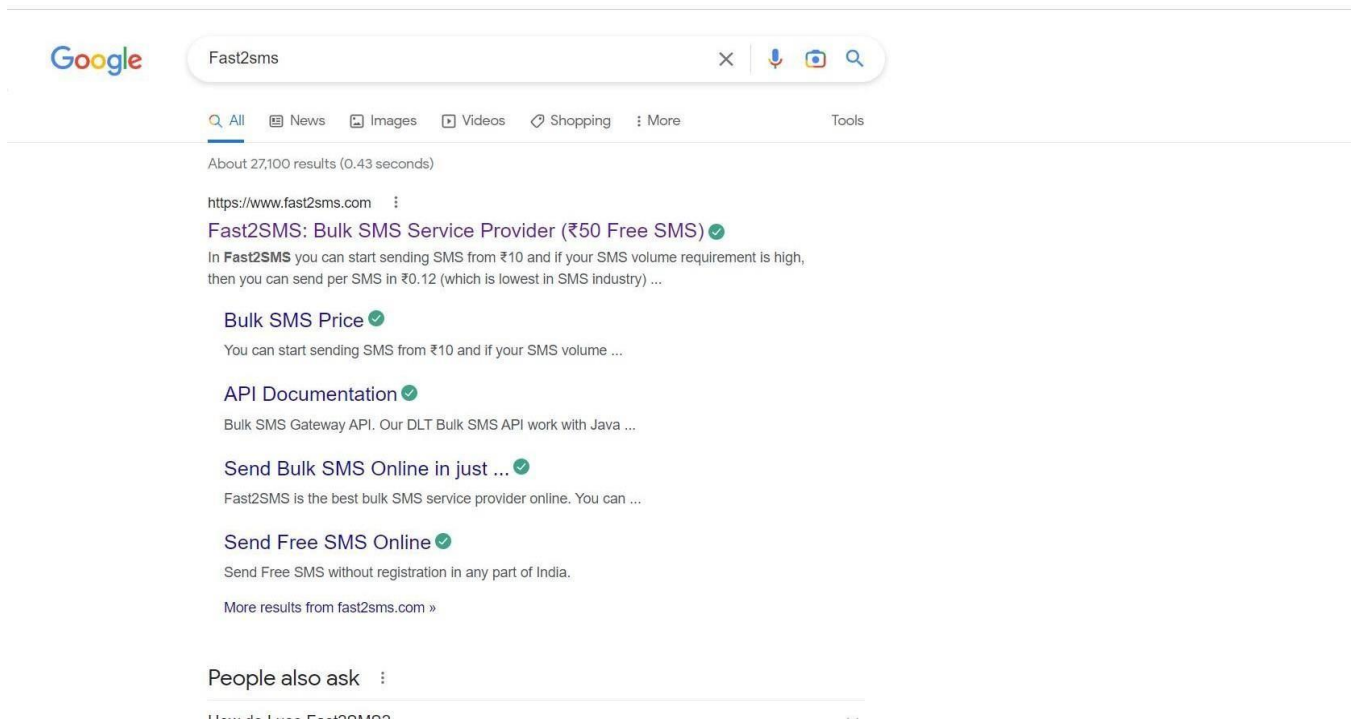 Google
Fast2sms
All News Images Videos Shopping More Tools
About 27,100 results (0.43 seconds)
https://www.fast2sms.com
Fast2SMS: Bulk SMS Service Provider (₹50 Free SMS)
In Fast2SMS you can start sending SMS from ₹10 and if your SMS volume requirement is high,
then you can send per SMS in ₹0.12 (which is lowest in SMS industry) ...
Bulk SMS Price
You can start sending SMS from ₹10 and if your SMS volume ...
API Documentation
Bulk SMS Gateway API. Our DLT Bulk SMS API work with Java ...
Send Bulk SMS Online in just ...
Fast2SMS is the best bulk SMS service provider online. You can ...
Send Free SMS Online
Send Free SMS without registration in any part of India.
More results from fast2sms.com »
People also ask
How do I use Fast2SMS?